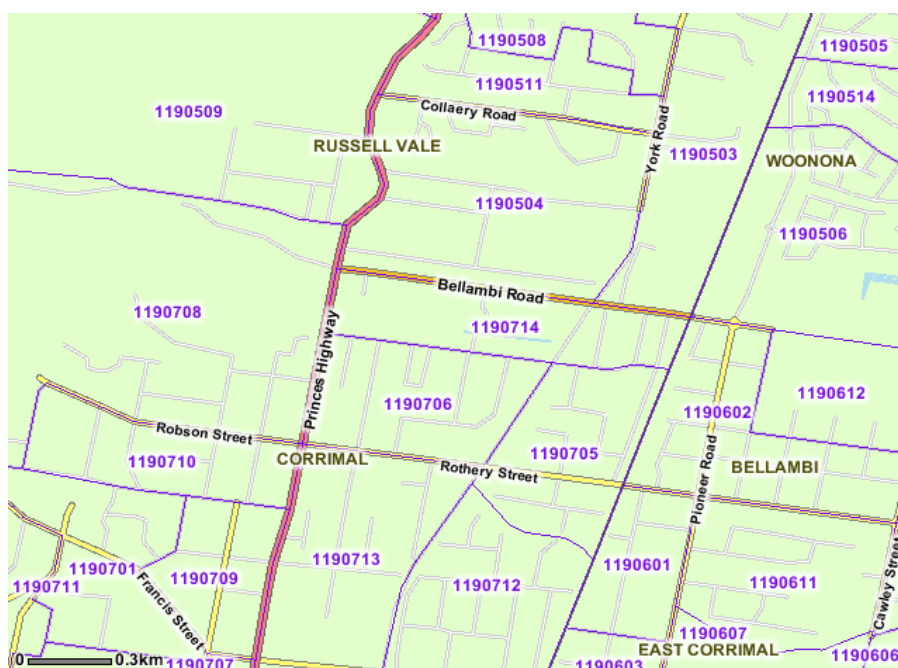 1190508
1190505
1190511
1190514
1190509
Collaery Road
York Road
RUSSELL VALE
1190503
WOONONA
1190504
1190506
Bellambi Road
1190708
1190714
Princes Highway
1190612
1190706
1190602
Robson Street
1190705
1190710
CORRIMAL
Rothery Street
BELLAMBI
Pioneer Road
1190713
1190601
1190701
1190709
1190711
1190712
1190611
Cawley Street
Francis Street
1190607
EAST CORRIMAL
1190606
1190707
1190603
0
0.3km